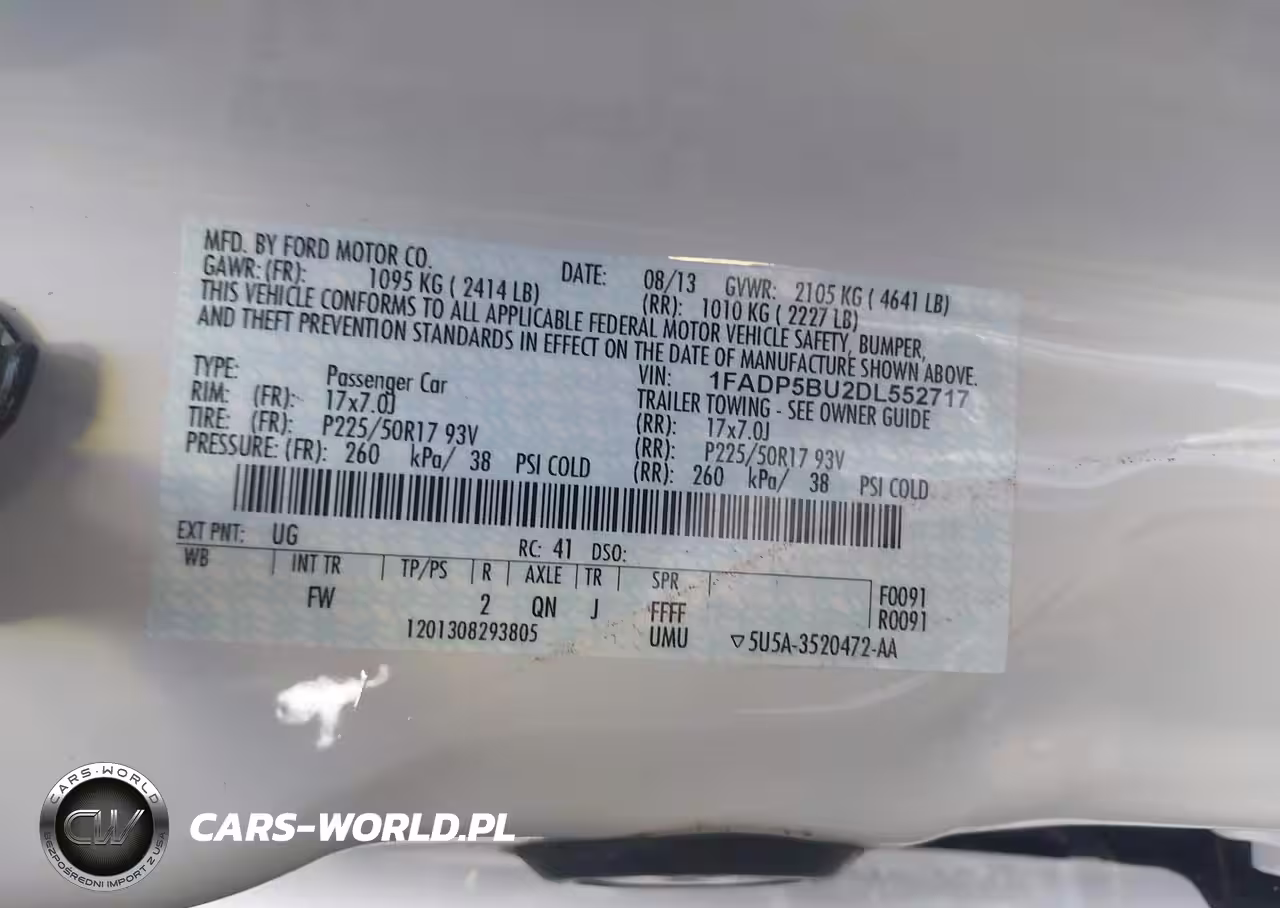 MFD. BY FORD MOTOR CO.
DATE: 08/13 GVWR: 2105 KG ( 4641 LB)
GAWR: (FR): 1095 KG ( 2414 LB) (RR): 1010 KG ( 2227 LB)
THIS VEHICLE CONFORMS TO ALL APPLICABLE FEDERAL MOTOR VEHICLE SAFETY, BUMPER,
AND THEFT PREVENTION STANDARDS IN EFFECT ON THE DATE OF MANUFACTURE SHOWN ABOVE.
VIN: 1FADP5BU2DL552717
TYPE: Passenger Car TRAILER TOWING - SEE OWNER GUIDE
RIM: (FR): 17x7.0J (RR): 17x7.0J
TIRE: (FR): P225/50R17 93V (RR): P225/50R17 93V
PRESSURE: (FR): 260 kPa/ 38 PSI COLD (RR): 260 kPa/ 38 PSI COLD
EXT PNT: UG RC: 41 DSO:
WB INT TR TP/PS R AXLE TR SPR F0091
FW 2 QN J FFFF R0091
1201308293805 UMU ▽5U5A-3520472-AA
CARS-WORLD
CW
BEZPOŚREDNI IMPORT Z USA
CARS-WORLD.PL